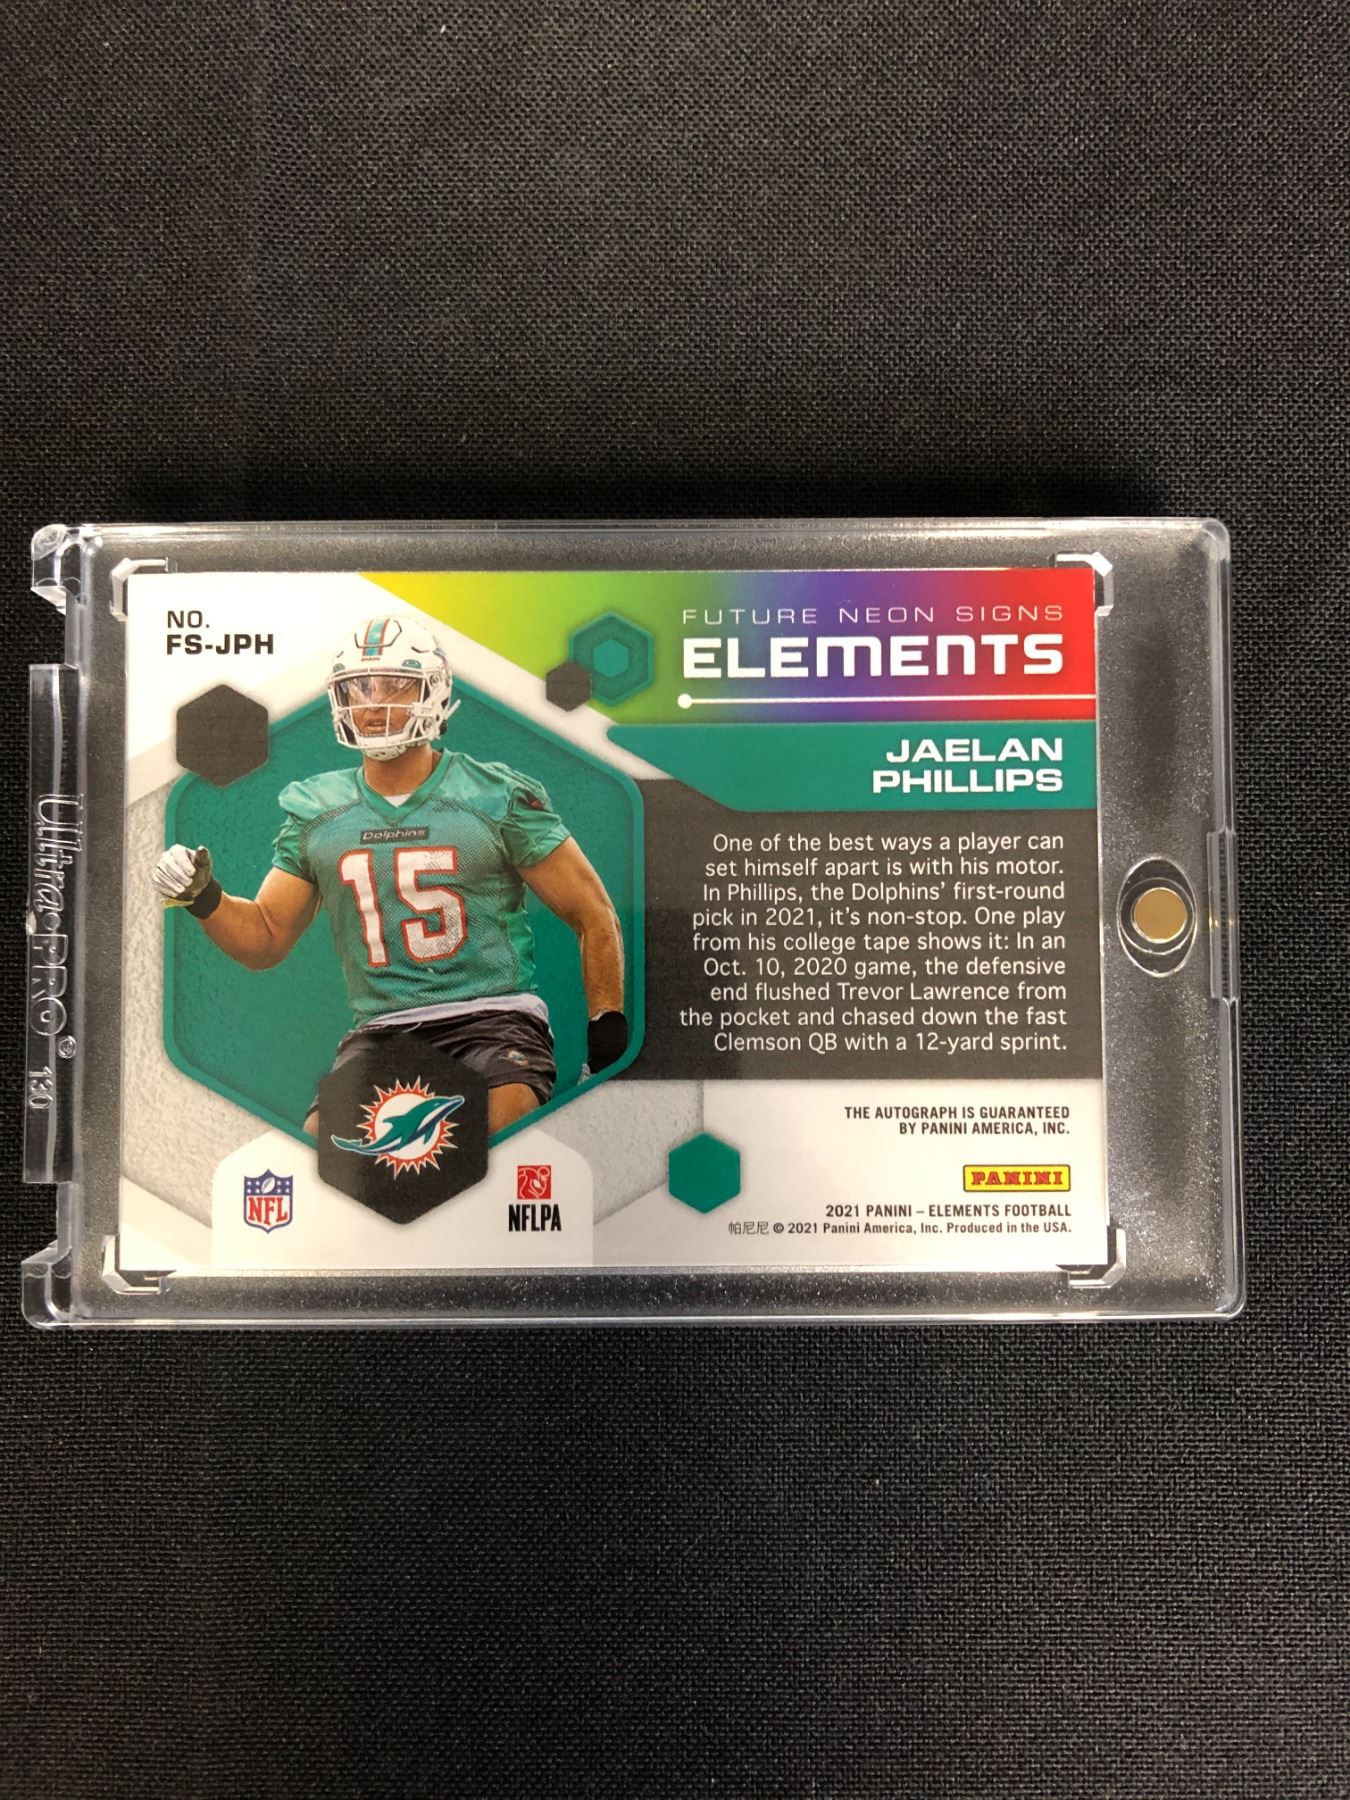 NO.
FS-JPH
FUTURE NEON SIGNS
ELEMENTS
JAELAN
PHILLIPS
Dolphins
15
One of the best ways a player can
set himself apart is with his motor.
In Phillips, the Dolphins' first-round
pick in 2021, it's non-stop. One play
from his college tape shows it: In an
Oct. 10, 2020 game, the defensive
end flushed Trevor Lawrence from
the pocket and chased down the fast
Clemson QB with a 12-yard sprint.
THE AUTOGRAPH IS GUARANTEED
BY PANINI AMERICA, INC.
PANINI
2021 PANINI – ELEMENTS FOOTBALL
帕尼尼 © 2021 Panini America, Inc. Produced in the USA.
NFL
NFLPA
Ultra PRO® 130